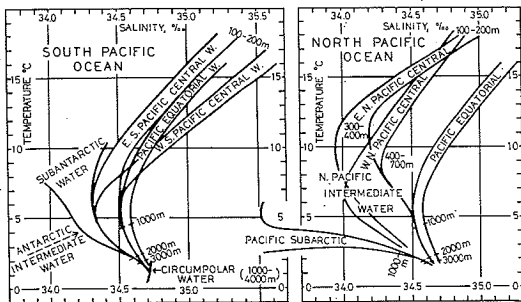 34.0 34.5 35.0 35.5
SALINITY, ‰
100-200m
SOUTH PACIFIC
OCEAN
TEMPERATURE °C
15
10
5
0
E. S. PACIFIC CENTRAL W.
PACIFIC EQUATORIAL W.
W. S. PACIFIC CENTRAL W.
SUBANTARCTIC
WATER
ANTARCTIC
INTERMEDIATE
WATER
1000m
2000m
3000m
CIRCUMPOLAR
WATER (1000-
4000m)
34.0 34.5 35.0
34.0 34.5 35.0
SALINITY, ‰
100-200m
NORTH PACIFIC
OCEAN
TEMPERATURE °C
15
10
5
0
E. N. PACIFIC CENTRAL
W. N. PACIFIC CENTRAL
PACIFIC EQUATORIAL
300-
400m
400-
700m
N. PACIFIC
INTERMEDIATE
WATER
PACIFIC SUBARCTIC
1000m
1000m
2000m
3000m
34.0 34.5 35.0